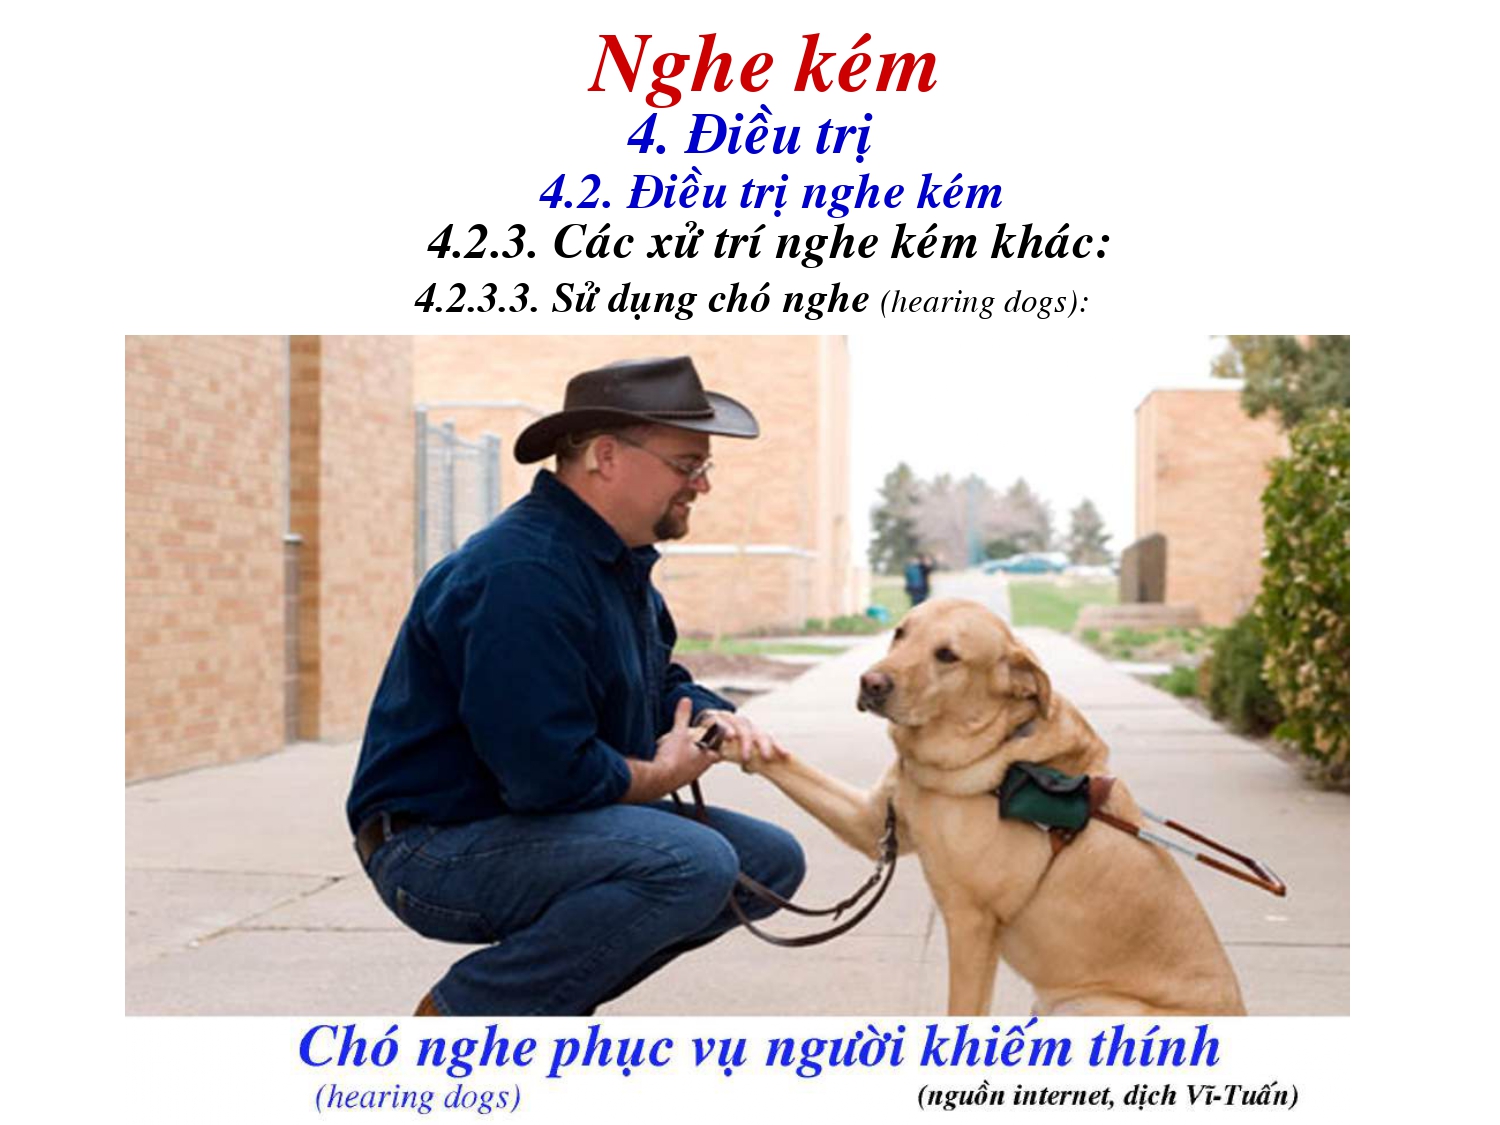 Nghe kém
4. Điều trị
4.2. Điều trị nghe kém
4.2.3. Các xử trí nghe kém khác:
4.2.3.3. Sử dụng chó nghe (hearing dogs):
Chó nghe phục vụ người khiếm thính
(hearing dogs) (nguồn internet, dịch Vĩ-Tuấn)